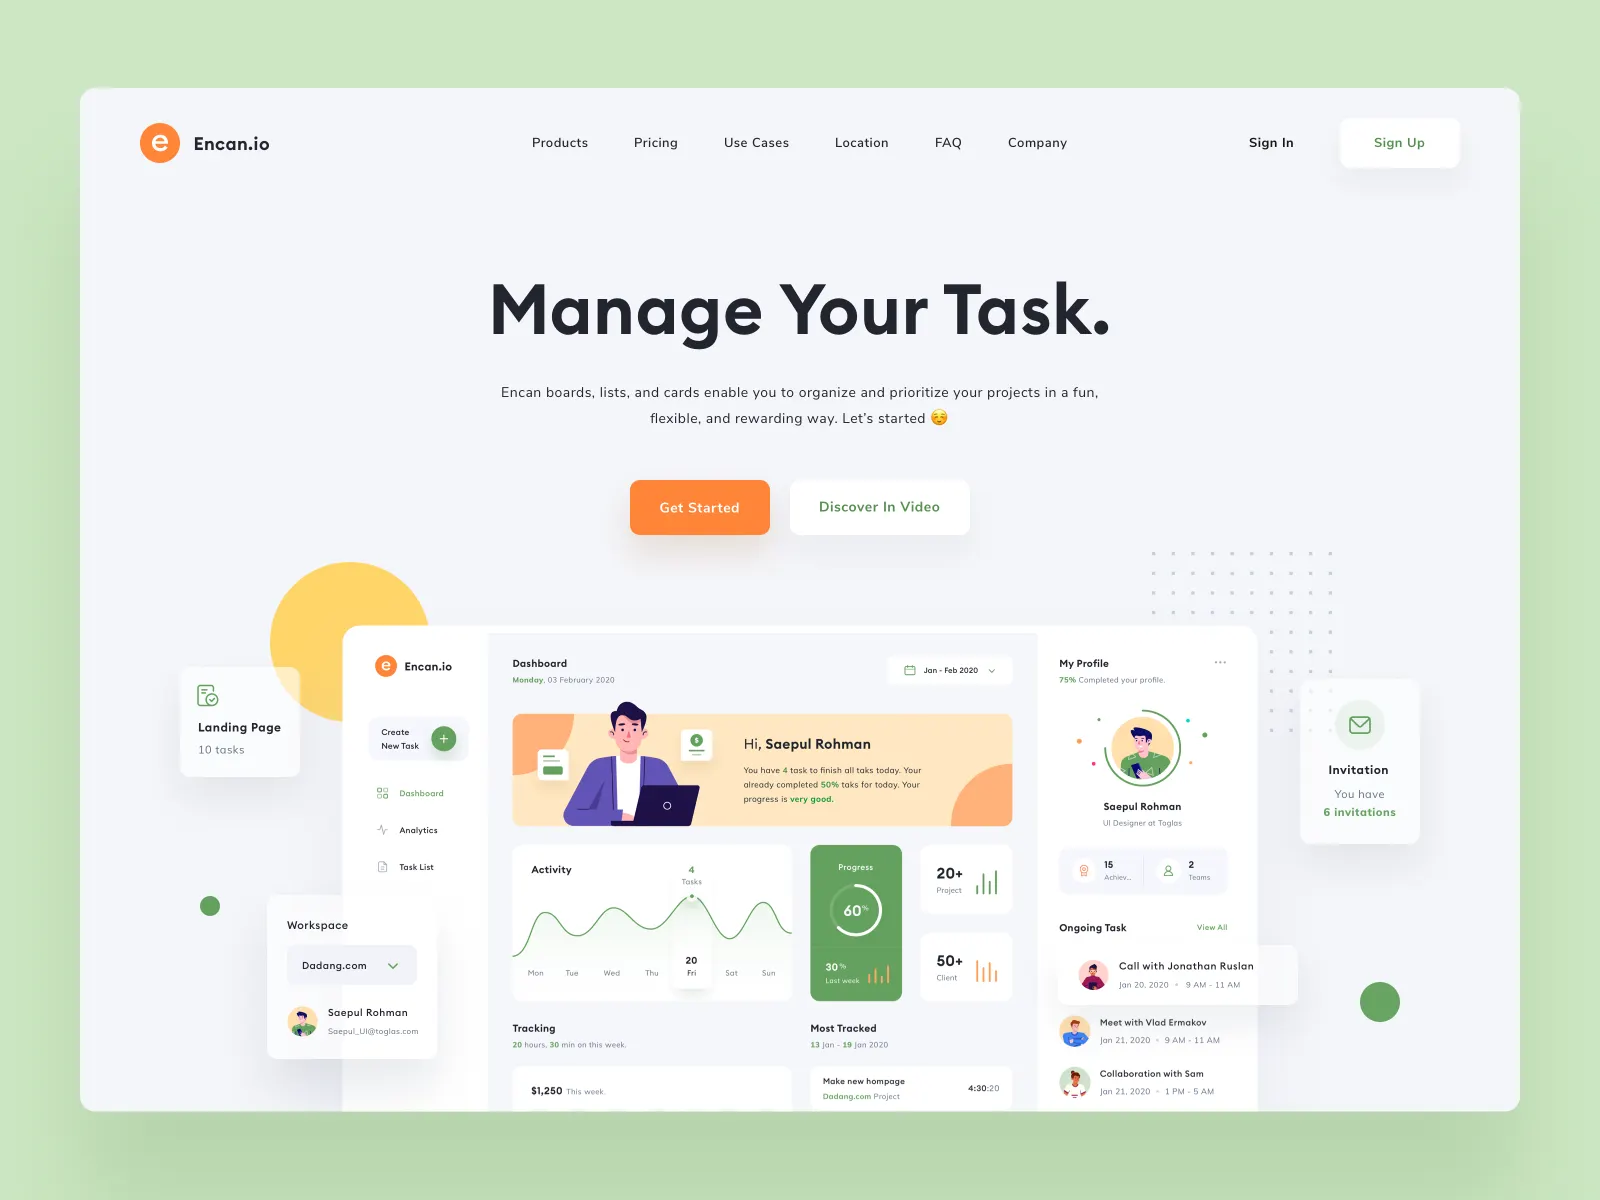 e Encan.io
Products Pricing Use Cases Location FAQ Company
Sign In Sign Up
Manage Your Task.
Encan boards, lists, and cards enable you to organize and prioritize your projects in a fun,
flexible, and rewarding way. Let's started ☺️
Get Started Discover In Video
Landing Page
10 tasks
Workspace
Dadang.com
Saepul Rohman
Saepul_UI@toglas.com
e Encan.io
Create
New Task +
Dashboard
Analytics
Task List
Dashboard
Monday, 03 February 2020
Jan - Feb 2020
$
Hi, Saepul Rohman
You have 4 task to finish all taks today. Your
already completed 50% taks for today. Your
progress is very good.
Activity
4
Tasks
20
Mon Tue Wed Thu Fri Sat Sun
Progress
60%
30%
Last week
20+
Project
50+
Client
Tracking
20 hours, 30 min on this week.
$1,250 This week
Most Tracked
13 Jan - 19 Jan 2020
Make new hompage
Dadang.com Project
4:30:20
My Profile
75% Completed your profile.
Saepul Rohman
UI Designer at Toglas
15
Achiev...
2
Teams
Ongoing Task View All
Call with Jonathan Ruslan
Jan 20, 2020 • 9 AM - 11 AM
Meet with Vlad Ermakov
Jan 21, 2020 • 9 AM - 11 AM
Collaboration with Sam
Jan 21, 2020 • 1 PM - 5 AM
Invitation
You have
6 invitations